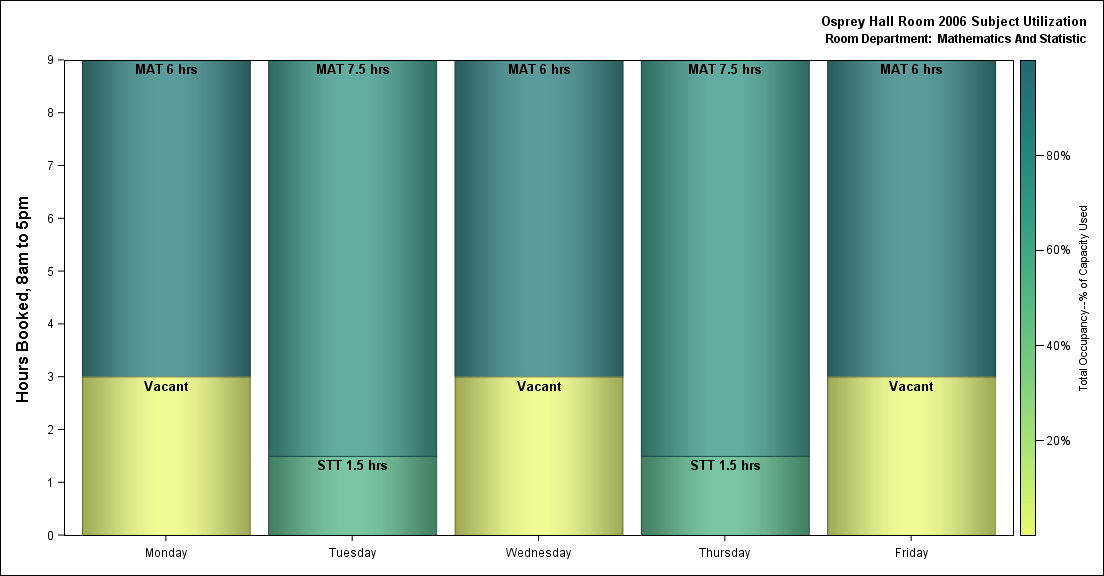 Osprey Hall Room 2006 Subject Utilization
Room Department: Mathematics And Statistic
Hours Booked, 8am to 5pm
9
8
7
6
5
4
3
2
1
0
MAT 6 hrs
Vacant
MAT 7.5 hrs
STT 1.5 hrs
MAT 6 hrs
Vacant
MAT 7.5 hrs
STT 1.5 hrs
MAT 6 hrs
Vacant
Monday
Tuesday
Wednesday
Thursday
Friday
80%
60%
40%
20%
Total Occupancy--% of Capacity Used